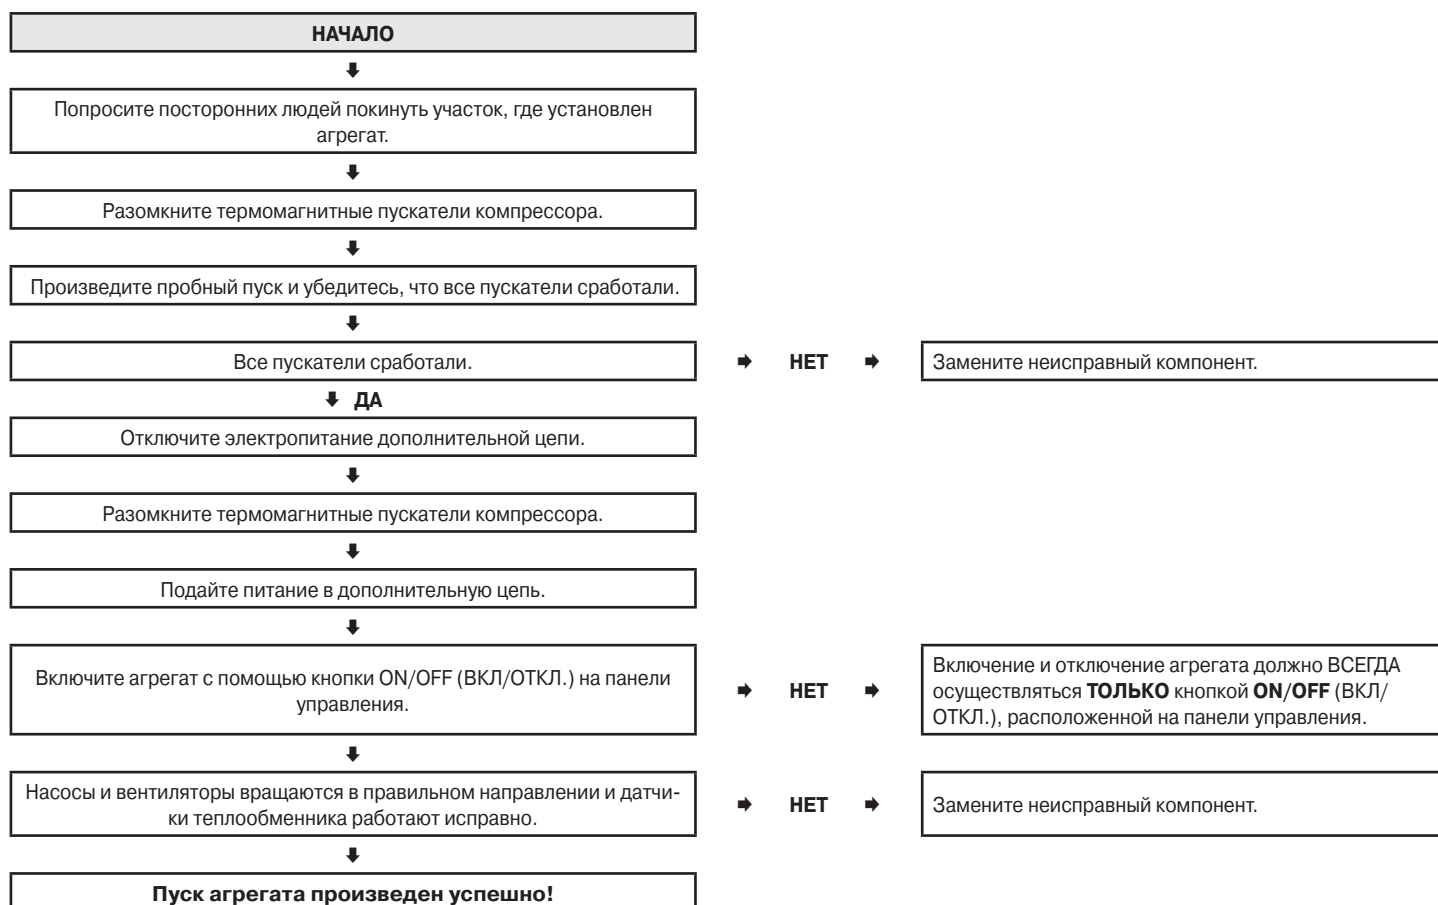 НАЧАЛО
Попросите посторонних людей покинуть участок, где установлен
агрегат.
Разомкните термомагнитные пускатели компрессора.
Произведите пробный пуск и убедитесь, что все пускатели сработали.
Все пускатели сработали.
НЕТ
Замените неисправный компонент.
ДА
Отключите электропитание дополнительной цепи.
Разомкните термомагнитные пускатели компрессора.
Подайте питание в дополнительную цепь.
Включите агрегат с помощью кнопки ON/OFF (ВКЛ/ОТКЛ.) на панели
управления.
НЕТ
Включение и отключение агрегата должно ВСЕГДА
осуществляться ТОЛЬКО кнопкой ON/OFF (ВКЛ/
ОТКЛ.), расположенной на панели управления.
Насосы и вентиляторы вращаются в правильном направлении и датчи-
ки теплообменника работают исправно.
НЕТ
Замените неисправный компонент.
Пуск агрегата произведен успешно!